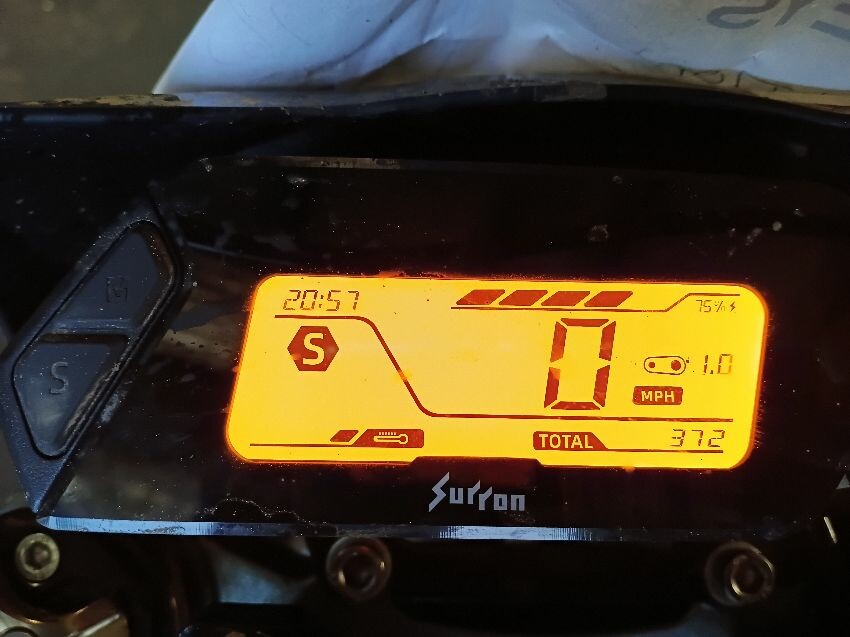 20:57
75%
S
0
1.0
MPH
TOTAL
372
M
S
Surron